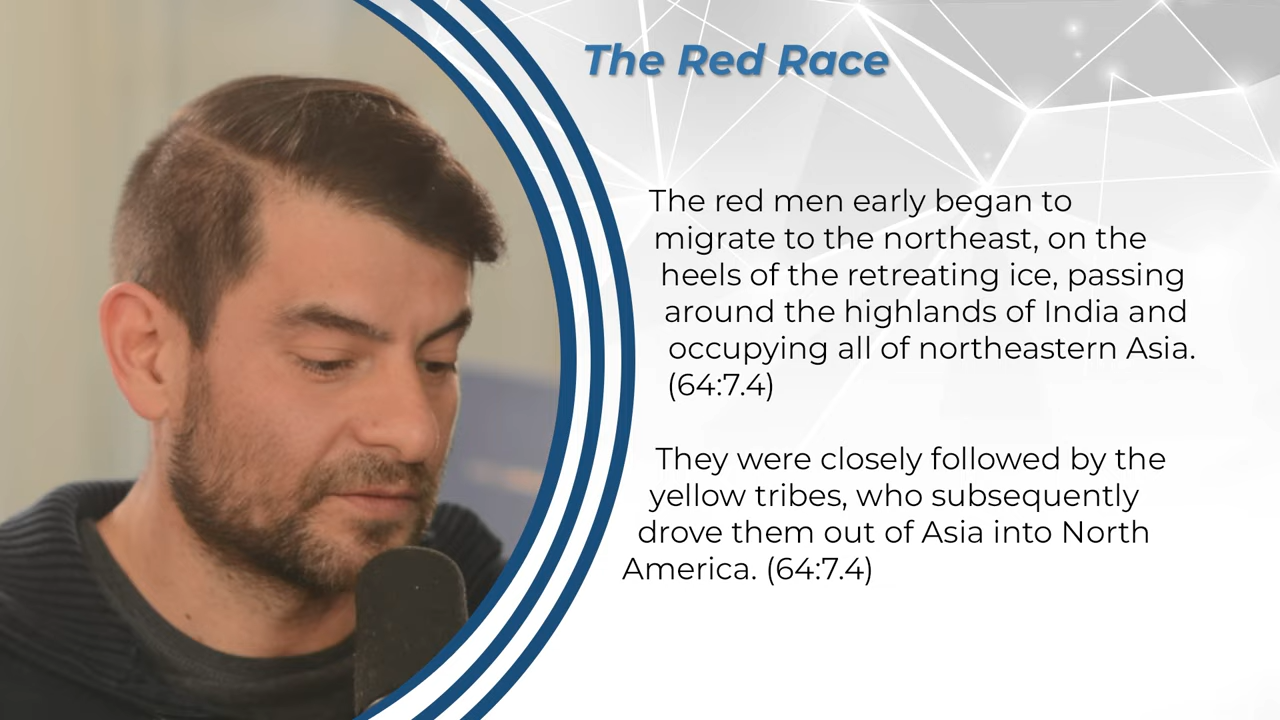 The Red Race
The red men early began to
migrate to the northeast, on the
heels of the retreating ice, passing
around the highlands of India and
occupying all of northeastern Asia.
(64:7.4)
They were closely followed by the
yellow tribes, who subsequently
drove them out of Asia into North
America. (64:7.4)